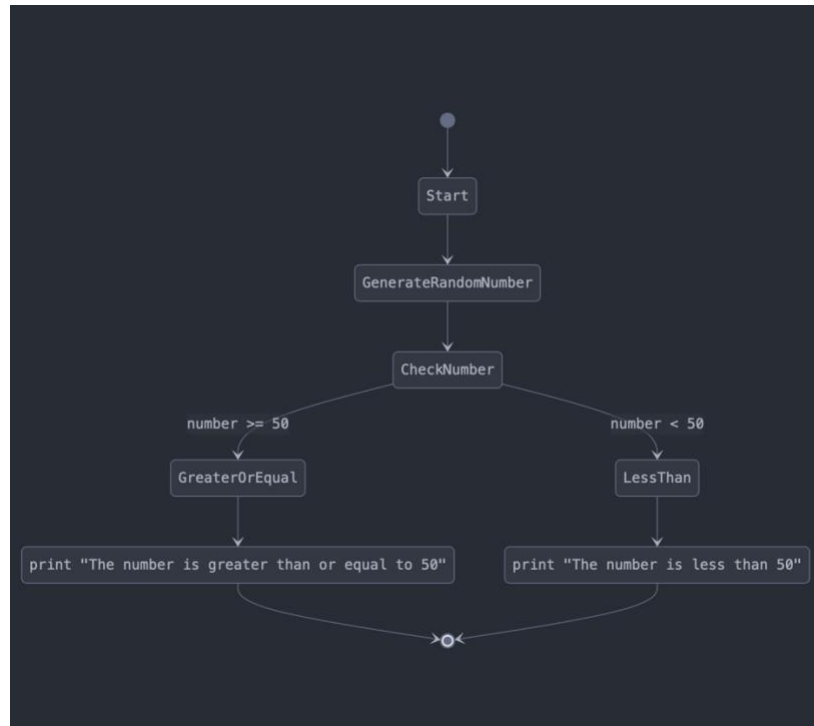 Start
GenerateRandomNumber
CheckNumber
number >= 50
number < 50
GreaterOrEqual
LessThan
print "The number is greater than or equal to 50"
print "The number is less than 50"